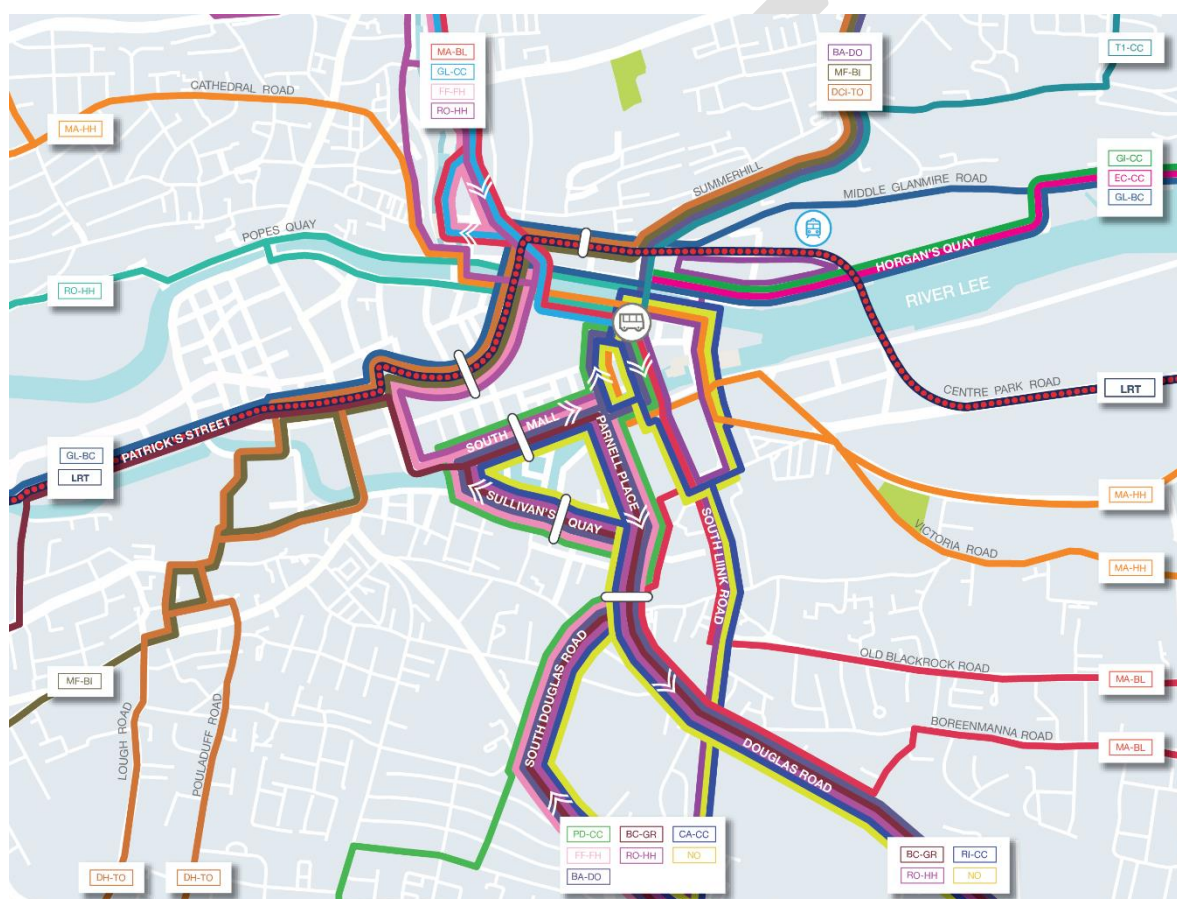 MA-BL
GL-CC
FF-FH
RO-HH
BA-DO
MF-BI
DCI-TO
T1-CC
CATHEDRAL ROAD
MA-HH
SUMMERHILL
MIDDLE GLANMIRE ROAD
GI-CC
EC-CC
GL-BC
POPES QUAY
HORGAN'S QUAY
RIVER LEE
RO-HH
CENTRE PARK ROAD
LRT
PATRICK'S STREET
SOUTH MALL
PARNELL PLACE
GL-BC
LRT
SULLIVAN'S QUAY
MA-HH
VICTORIA ROAD
SOUTH LIINK ROAD
MA-HH
OLD BLACKROCK ROAD
MA-BL
MF-BI
LOUGH ROAD
POULADUFF ROAD
SOUTH DOUGLAS ROAD
DOUGLAS ROAD
BOREENMANNA ROAD
MA-BL
DH-TO
DH-TO
PD-CC BC-GR CA-CC
FF-FH RO-HH NO
BA-DO
BC-GR RI-CC
RO-HH NO